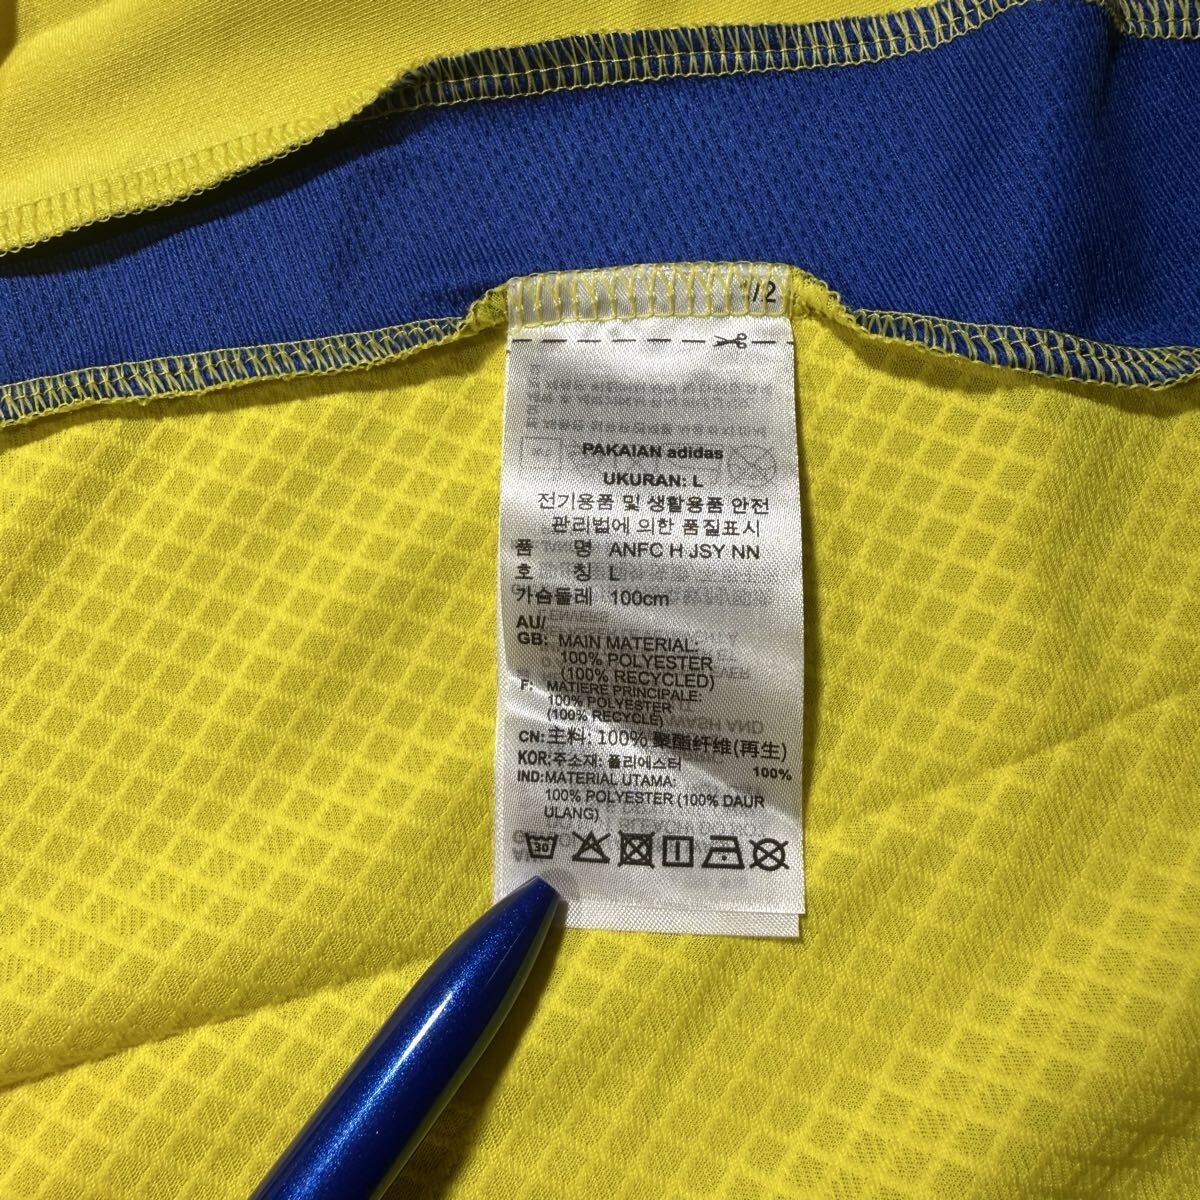 /2
PAKAIAN adidas
UKURAN: L
전기용품 및 생활용품 안전
관리법에 의한 품질표시
품 명 ANFC H JSY NN
호 칭 L
가슴둘레 100cm
AU/
GB: MAIN MATERIAL:
100% POLYESTER
(100% RECYCLED)
F: MATIERE PRINCIPALE:
100% POLYESTER
(100% RECYCLÉ)
CN: 主料: 100% 聚酯纤维(再生)
KOR: 주소재: 폴리에스터
100%
IND: MATERIAL UTAMA:
100% POLYESTER (100% DAUR
ULANG)
30